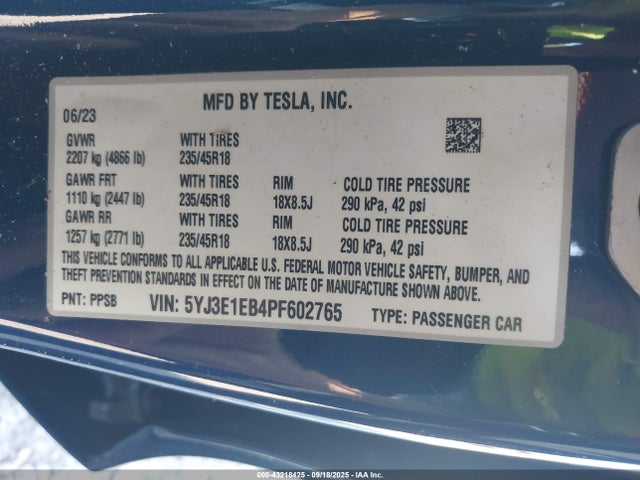 MFD BY TESLA, INC.
06/23
GVWR WITH TIRES
2207 kg (4866 lb) 235/45R18
GAWR FRT WITH TIRES RIM COLD TIRE PRESSURE
1110 kg (2447 lb) 235/45R18 18X8.5J 290 kPa, 42 psi
GAWR RR WITH TIRES RIM COLD TIRE PRESSURE
1257 kg (2771 lb) 235/45R18 18X8.5J 290 kPa, 42 psi
THIS VEHICLE CONFORMS TO ALL APPLICABLE U.S. FEDERAL MOTOR VEHICLE SAFETY, BUMPER, AND
THEFT PREVENTION STANDARDS IN EFFECT ON THE DATE OF MANUFACTURE SHOWN ABOVE.
PNT: PPSB VIN: 5YJ3E1EB4PF602765 TYPE: PASSENGER CAR
000-43218425 - 09/18/2025 - IAA Inc.